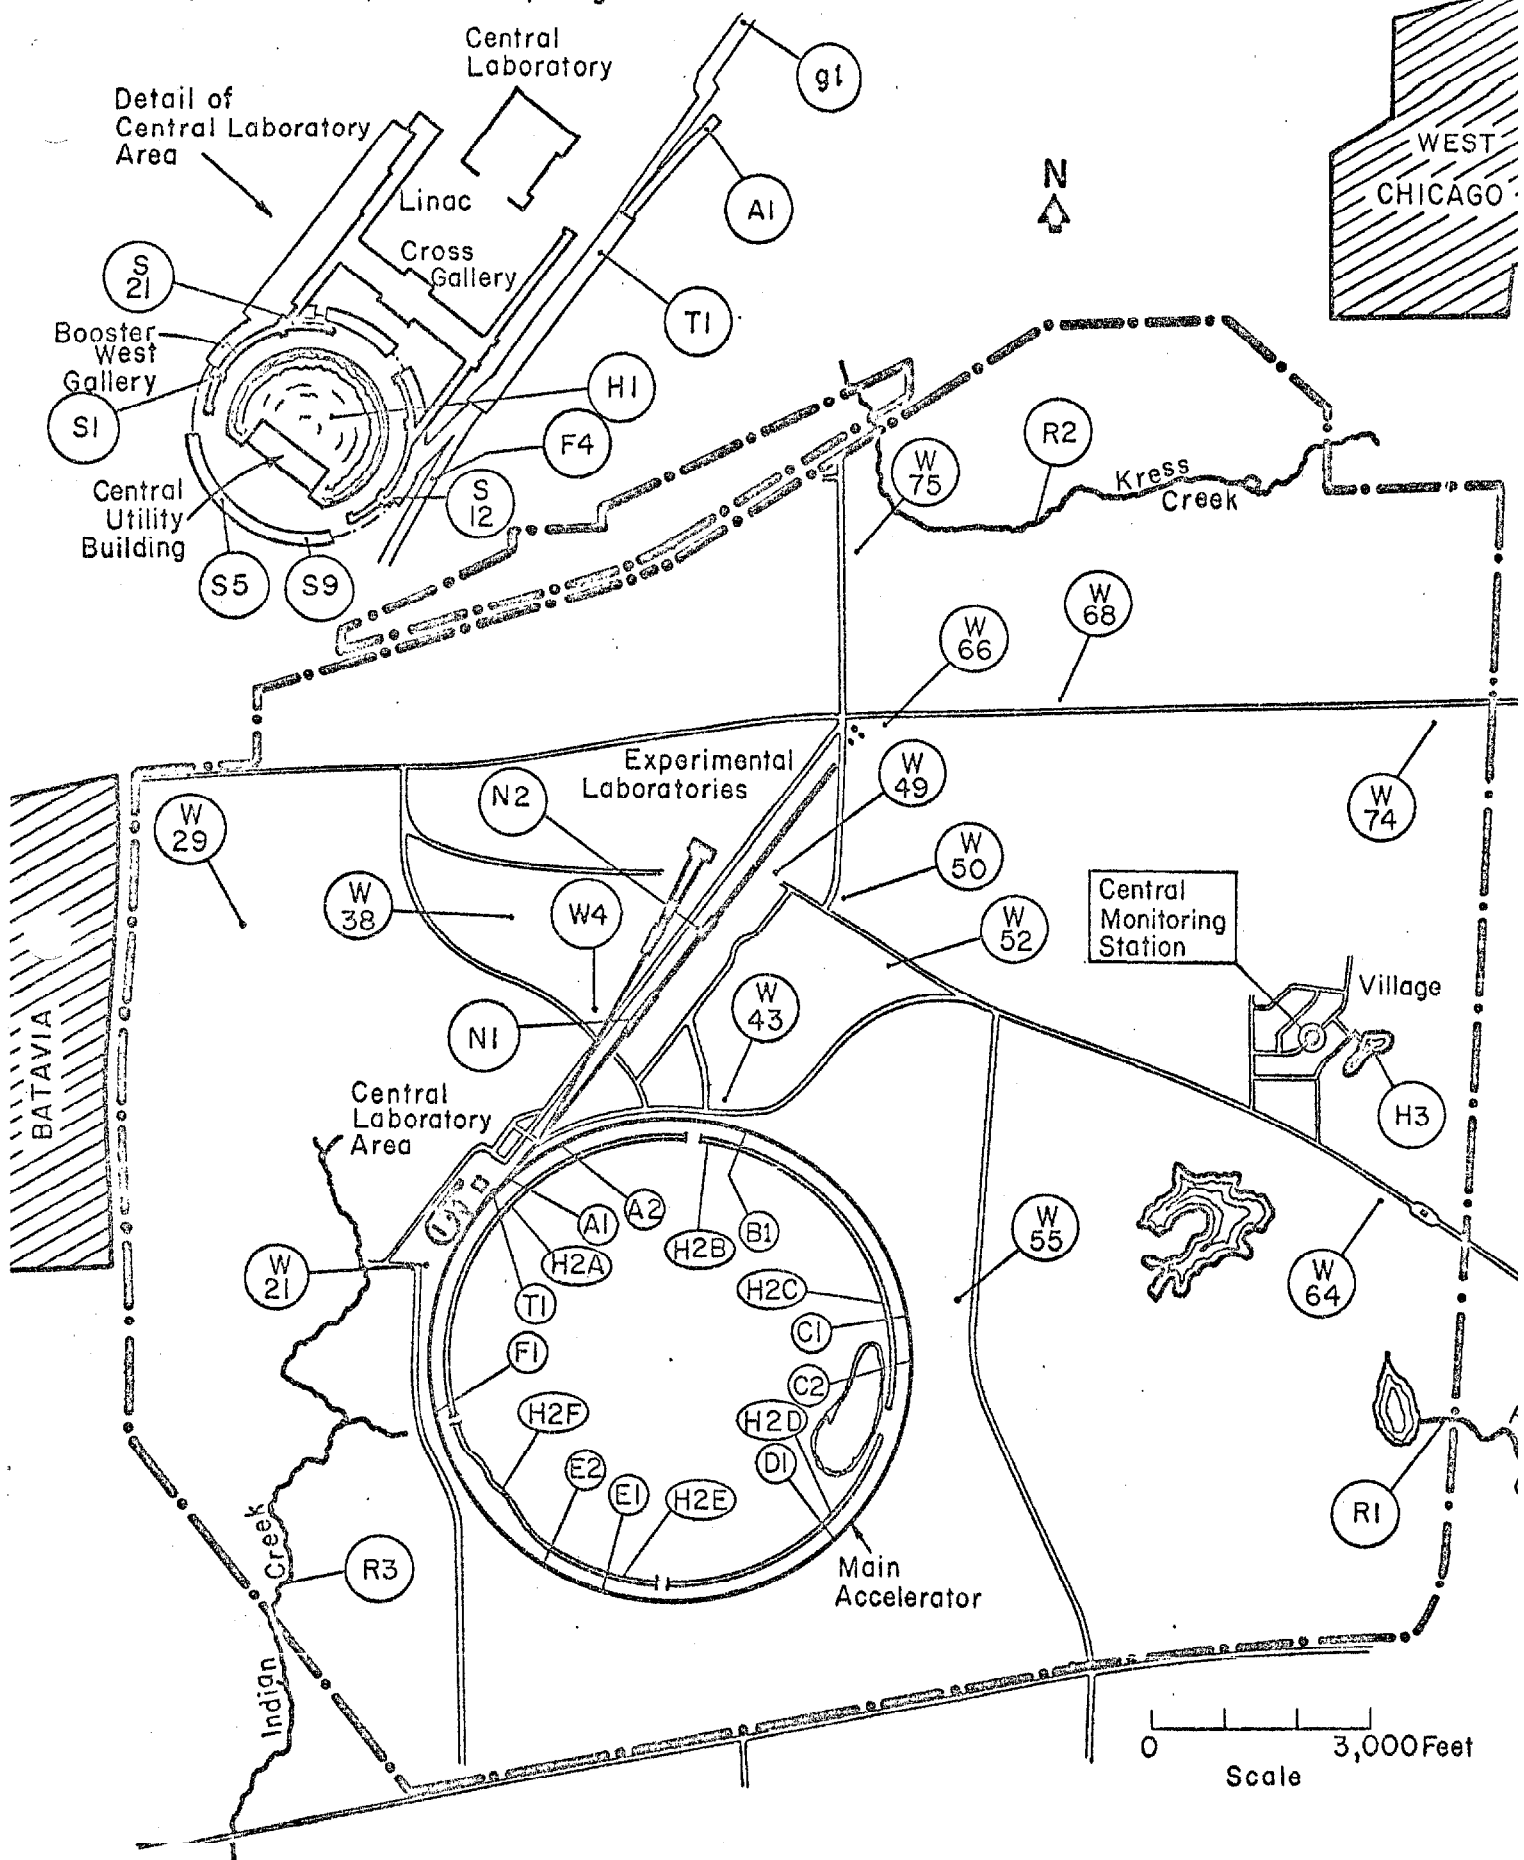 Central
Laboratory
g1
Detail of
Central Laboratory
Area
WEST
CHICAGO
N
Linac
A1
Cross
Gallery
S
21
T1
Booster
West
Gallery
H1
S1
F4
R2
W
75
Kress
Creek
Central
Utility
Building
S
12
S5
S9
W
68
W
66
Experimental
Laboratories
N2
W
49
W
29
W
74
W
50
W
38
W4
W
52
Central
Monitoring
Station
Village
W
43
N1
BATAVIA
Central
Laboratory
Area
H3
A2
A1
B1
H2B
W
55
H2A
W
21
H2C
W
64
T1
C1
F1
C2
H2F
H2D
E2
D1
E1
H2E
R1
Creek
R3
Main
Accelerator
Indian
0
3,000 Feet
Scale